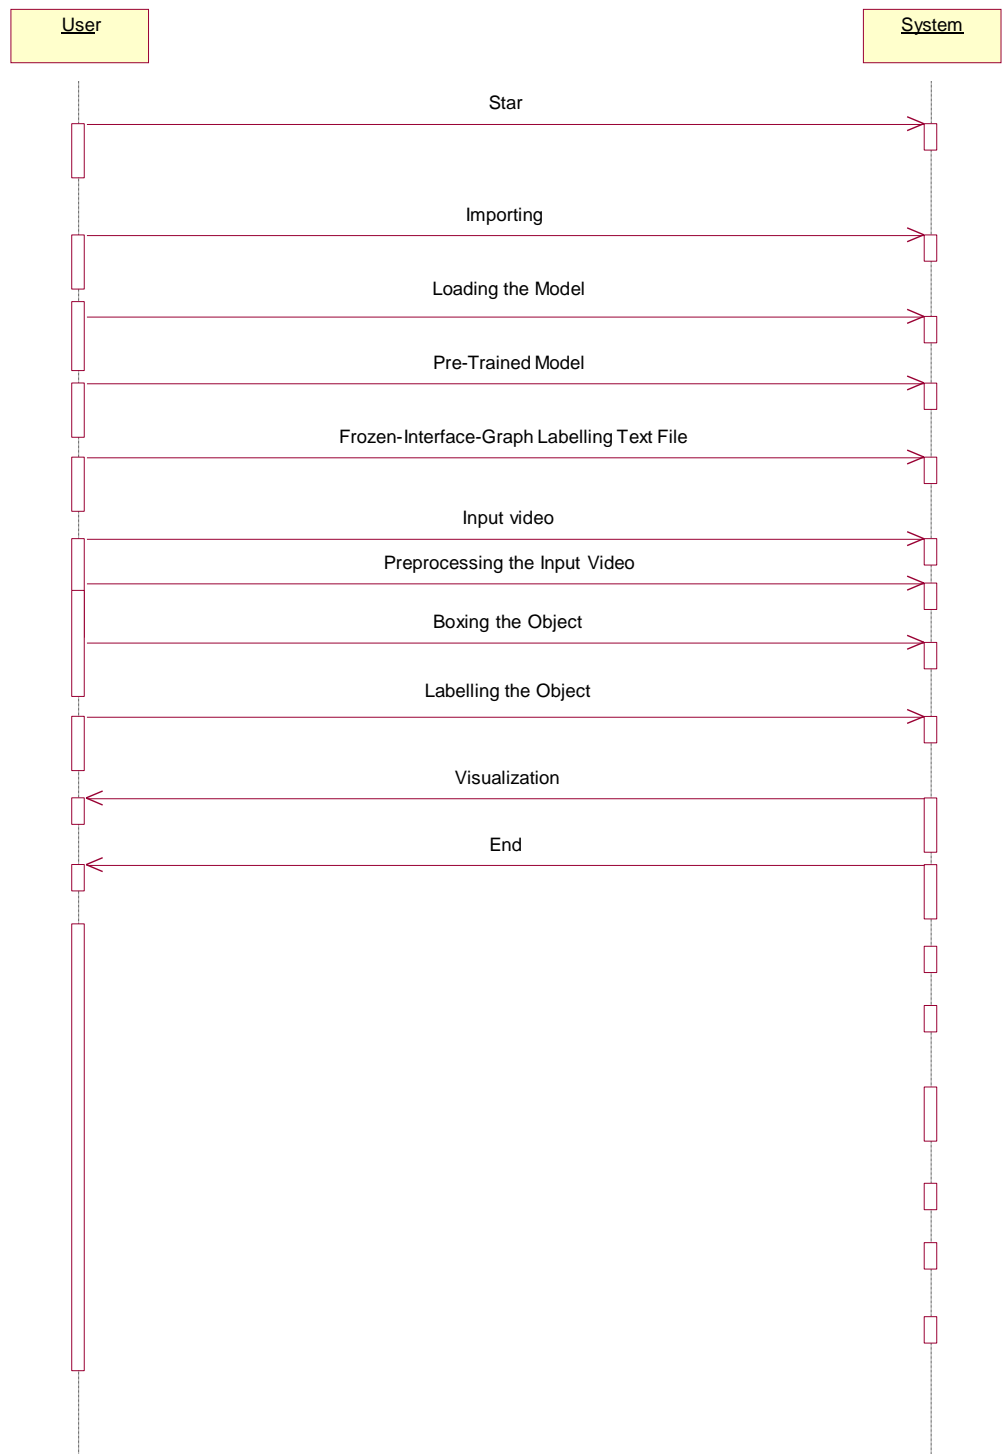 User
System
Star
Importing
Loading the Model
Pre-Trained Model
Frozen-Interface-Graph Labelling Text File
Input video
Preprocessing the Input Video
Boxing the Object
Labelling the Object
Visualization
End